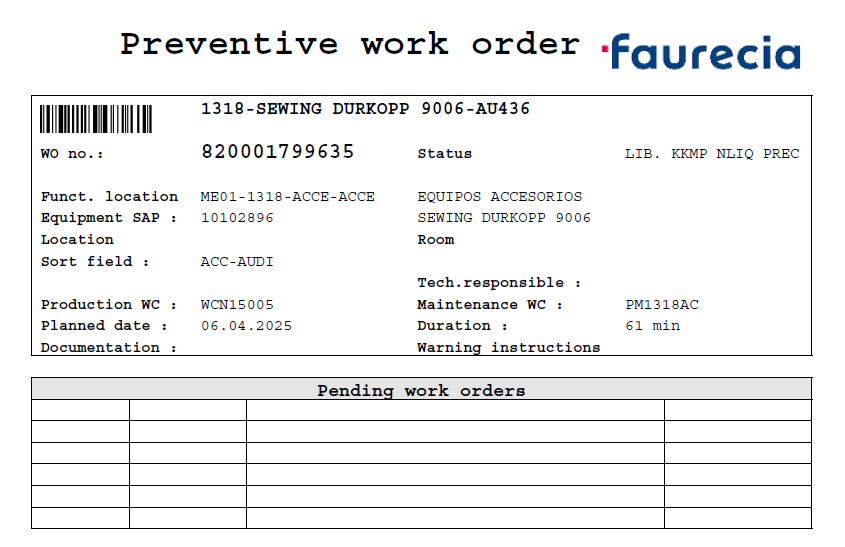 Preventive work order
faurecia
1318-SEWING DURKOPP 9006-AU436
WO no.: 820001799635 Status LIB. KKMP NLIQ PREC
Funct. location ME01-1318-ACCE-ACCE EQUIPOS ACCESORIOS
Equipment SAP : 10102896 SEWING DURKOPP 9006
Location Room
Sort field : ACC-AUDI
Tech.responsible :
Production WC : WCN15005 Maintenance WC : PM1318AC
Planned date : 06.04.2025 Duration : 61 min
Documentation : Warning instructions
Pending work orders